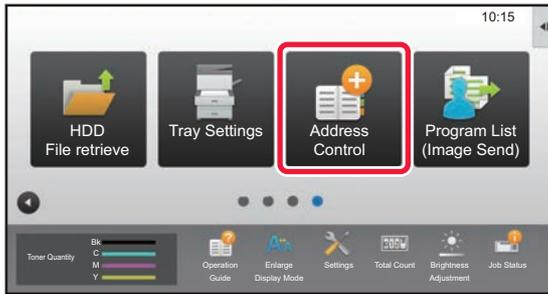 10:15
HDD
File retrieve
Tray Settings
Address
Control
Program List
(Image Send)
Toner Quantity
Bk
C
M
Y
Operation
Guide
Enlarge
Display Mode
Settings
Total Count
Brightness
Adjustment
Job Status